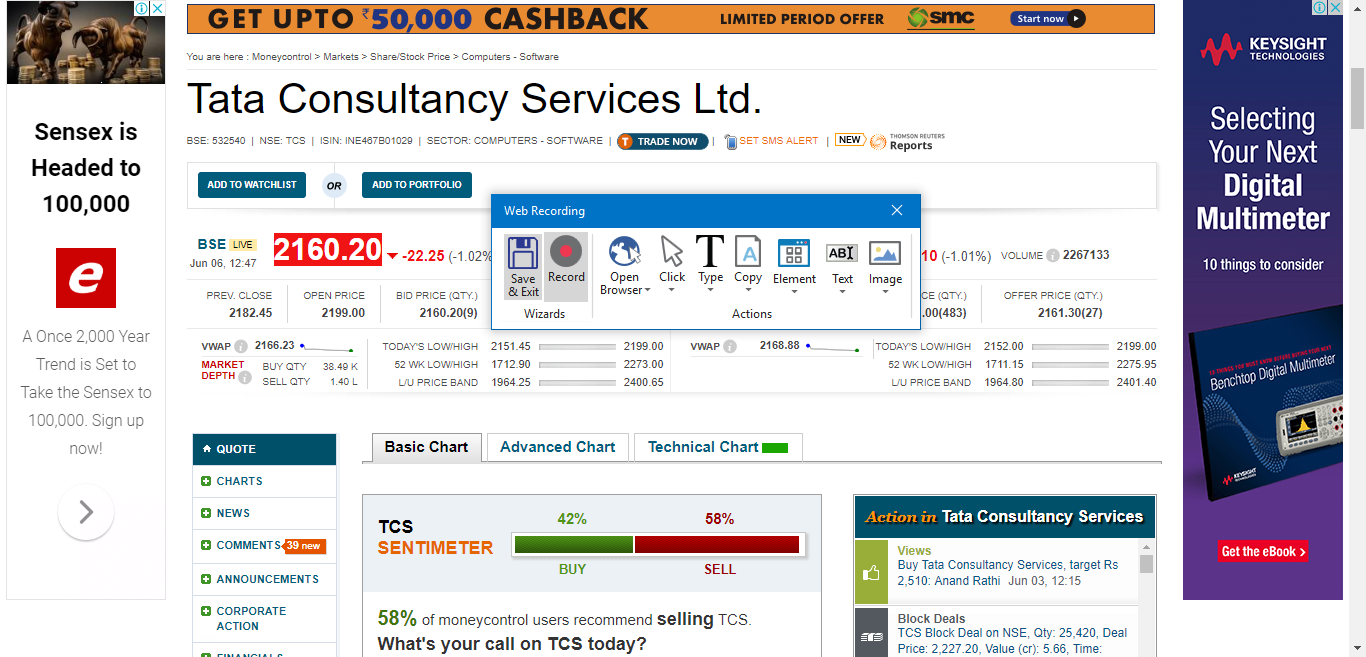 GET UPTO ₹50,000 CASHBACK
LIMITED PERIOD OFFER
smc
Start now
Sensex is
Headed to
100,000
e
A Once 2,000 Year
Trend is Set to
Take the Sensex to
100,000. Sign up
now!
You are here : Moneycontrol > Markets > Share/Stock Price > Computers - Software
Tata Consultancy Services Ltd.
BSE: 532540 | NSE: TCS | ISIN: INE467B01029 | SECTOR: COMPUTERS - SOFTWARE | T TRADE NOW | SET SMS ALERT | NEW THOMSON REUTERS Reports
ADD TO WATCHLIST OR ADD TO PORTFOLIO
BSE LIVE
Jun 06, 12:47
2160.20
-22.25 (-1.02%
10 (-1.01%) VOLUME 2267133
Web Recording
Save & Exit
Record
Wizards
Open Browser
Click
T
Type
A
Copy
Element
AB
Text
Image
Actions
PREV. CLOSE
2182.45
OPEN PRICE
2199.00
BID PRICE (QTY.)
2160.20(9)
CE (QTY.)
.00(483)
OFFER PRICE (QTY.)
2161.30(27)
VWAP 2166.23
MARKET
DEPTH
BUY QTY 38.49 K
SELL QTY 1.40 L
TODAY'S LOW/HIGH 2151.45 2199.00
52 WK LOW/HIGH 1712.90 2273.00
L/U PRICE BAND 1964.25 2400.65
VWAP 2168.88
TODAY'S LOW/HIGH 2152.00 2199.00
52 WK LOW/HIGH 1711.15 2275.95
L/U PRICE BAND 1964.80 2401.40
QUOTE
CHARTS
NEWS
COMMENTS 39 new
ANNOUNCEMENTS
CORPORATE
ACTION
FINANCIALS
Basic Chart Advanced Chart Technical Chart
TCS
SENTIMETER
42% 58%
BUY SELL
58% of moneycontrol users recommend selling TCS.
What's your call on TCS today?
Action in Tata Consultancy Services
Views
Buy Tata Consultancy Services, target Rs
2,510: Anand Rathi Jun 03, 12:15
Block Deals
TCS Block Deal on NSE, Qty: 25,420, Deal
Price: 2,227.20, Value (cr): 5.66, Time:
KEYSIGHT
TECHNOLOGIES
Selecting
Your Next
Digital
Multimeter
10 things to consider
Benchtop Digital Multimeter
KEYSIGHT
Get the eBook >